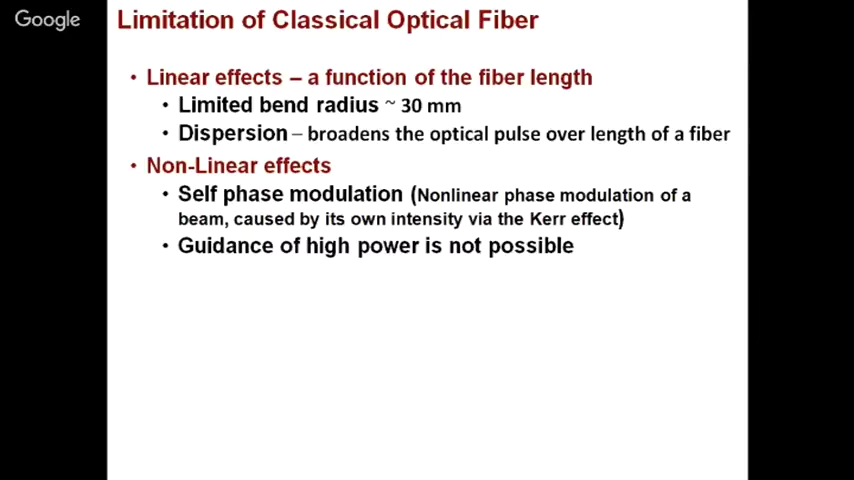 Google
Limitation of Classical Optical Fiber
• Linear effects – a function of the fiber length
• Limited bend radius ~ 30 mm
• Dispersion – broadens the optical pulse over length of a fiber
• Non-Linear effects
• Self phase modulation (Nonlinear phase modulation of a
beam, caused by its own intensity via the Kerr effect)
• Guidance of high power is not possible